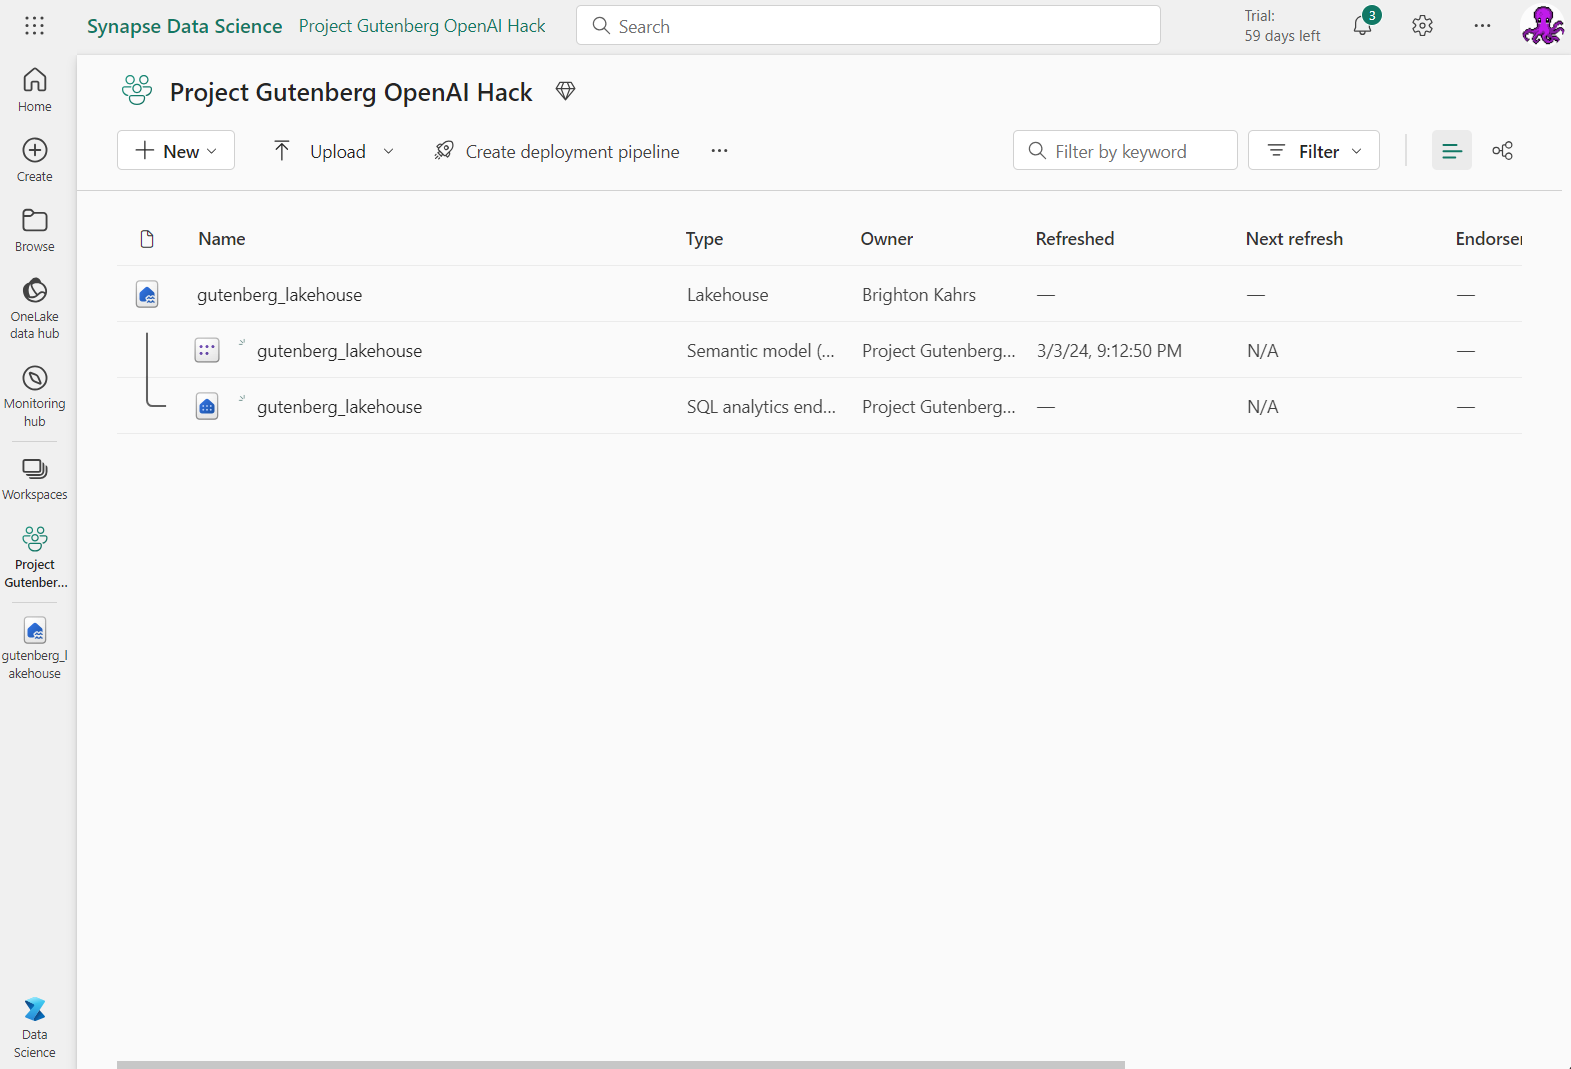 Synapse Data Science Project Gutenberg OpenAI Hack Search Trial: 59 days left 3
Home
Create
Browse
OneLake
data hub
Monitoring
hub
Workspaces
Project
Gutenber...
gutenberg_l
akehouse
Data
Science
Project Gutenberg OpenAI Hack
New Upload Create deployment pipeline ... Filter by keyword Filter
Name Type Owner Refreshed Next refresh Endorser
gutenberg_lakehouse Lakehouse Brighton Kahrs — — —
gutenberg_lakehouse Semantic model (... Project Gutenberg... 3/3/24, 9:12:50 PM N/A —
gutenberg_lakehouse SQL analytics end... Project Gutenberg... — N/A —